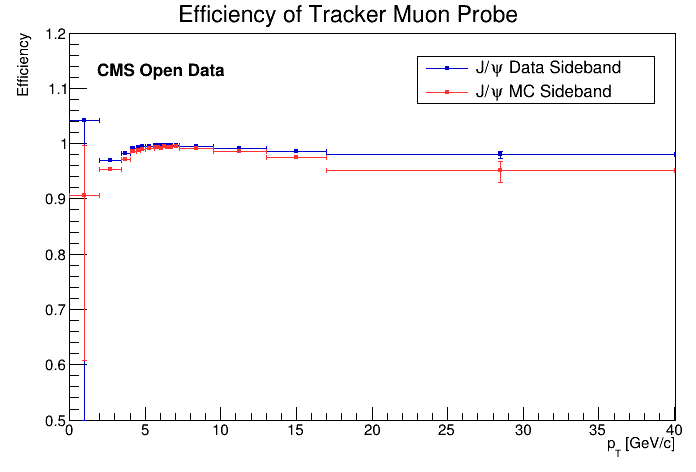 Efficiency of Tracker Muon Probe
Efficiency
CMS Open Data
J/ψ Data Sideband
J/ψ MC Sideband
1.2
1.1
1
0.9
0.8
0.7
0.6
0.5
0 5 10 15 20 25 30 35 40
p_T [GeV/c]